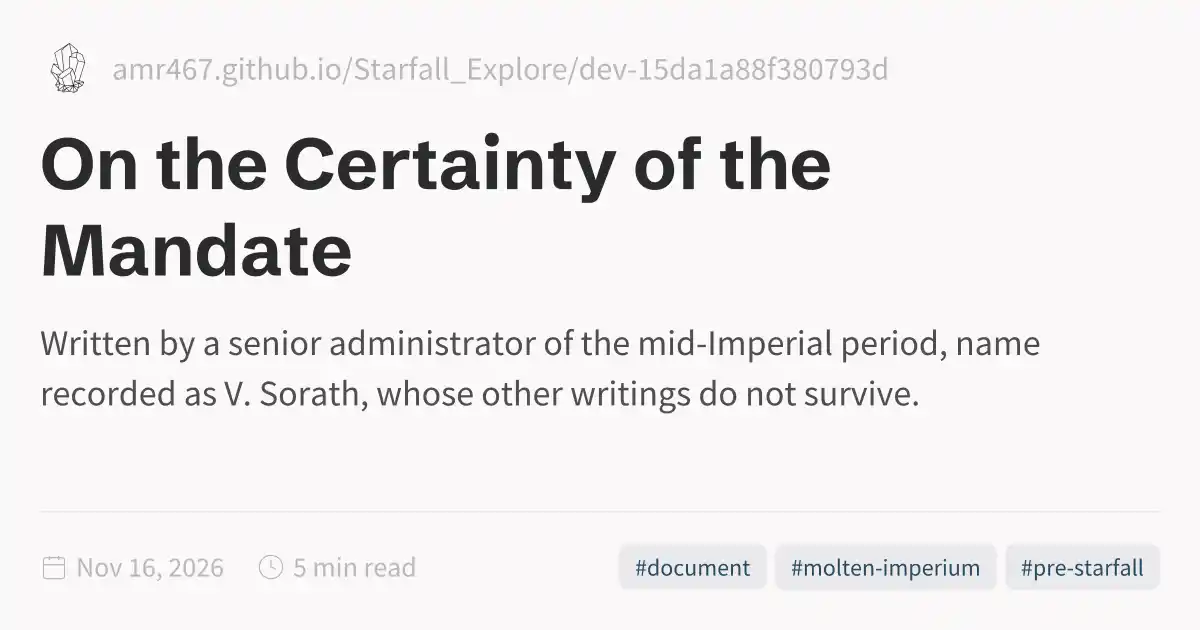 amr467.github.io/Starfall_Explore/dev-15da1a88f380793d
On the Certainty of the
Mandate
Written by a senior administrator of the mid-Imperial period, name
recorded as V. Sorath, whose other writings do not survive.
Nov 16, 2026 5 min read #document #molten-imperium #pre-starfall